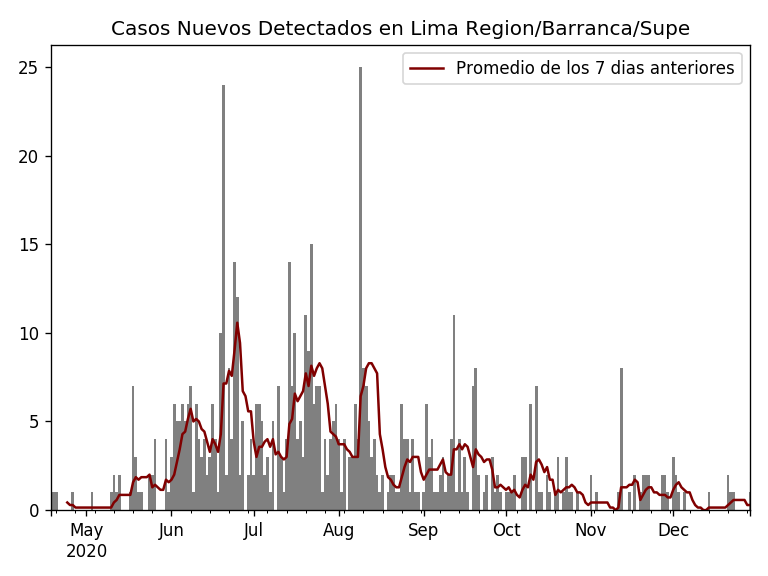 Casos Nuevos Detectados en Lima Region/Barranca/Supe
Promedio de los 7 dias anteriores
25
20
15
10
5
0
May Jun Jul Aug Sep Oct Nov Dec
2020